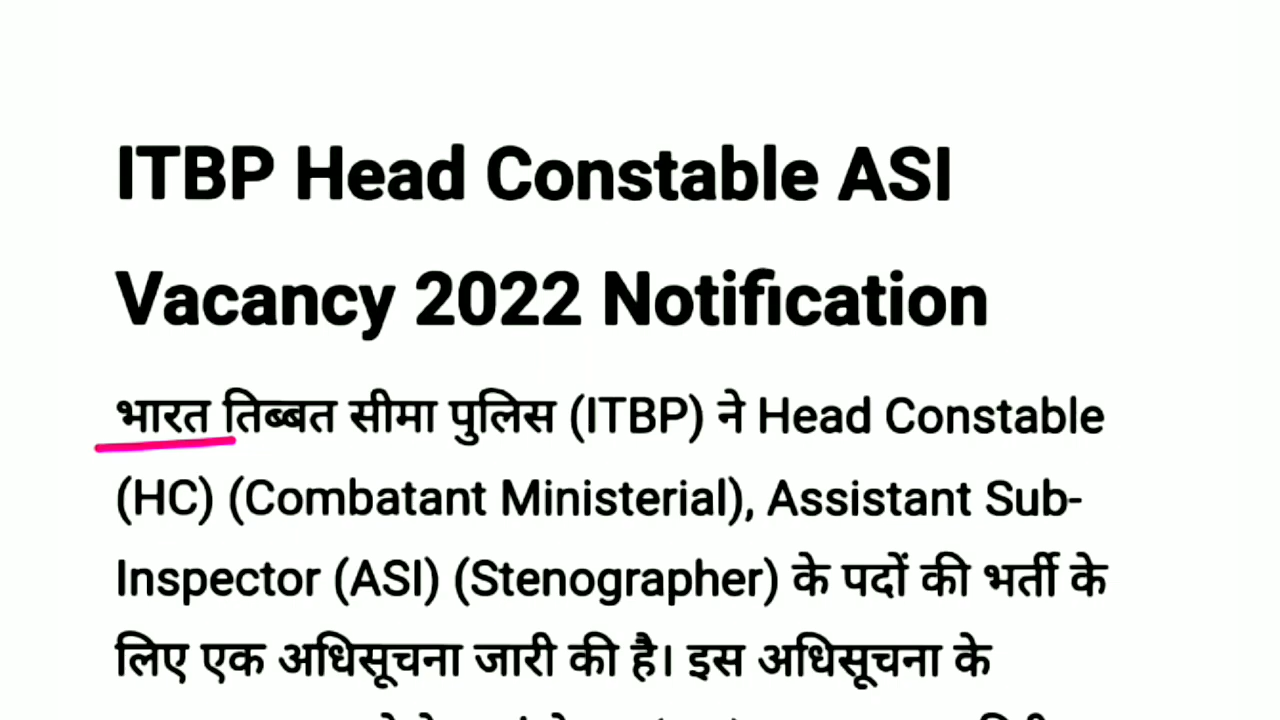 ITBP Head Constable ASI
Vacancy 2022 Notification
भारत तिब्बत सीमा पुलिस (ITBP) ने Head Constable
(HC) (Combatant Ministerial), Assistant Sub-
Inspector (ASI) (Stenographer) के पदों की भर्ती के
लिए एक अधिसूचना जारी की है। इस अधिसूचना के